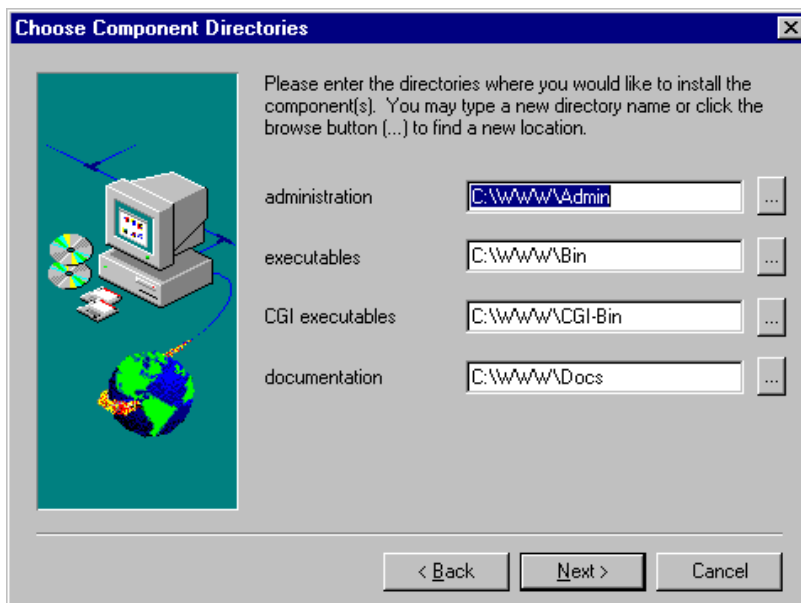 Choose Component Directories
Please enter the directories where you would like to install the
component(s). You may type a new directory name or click the
browse button (...) to find a new location.
administration C:\WWW\Admin ...
executables C:\WWW\Bin ...
CGI executables C:\WWW\CGI-Bin ...
documentation C:\WWW\Docs ...
< Back Next > Cancel